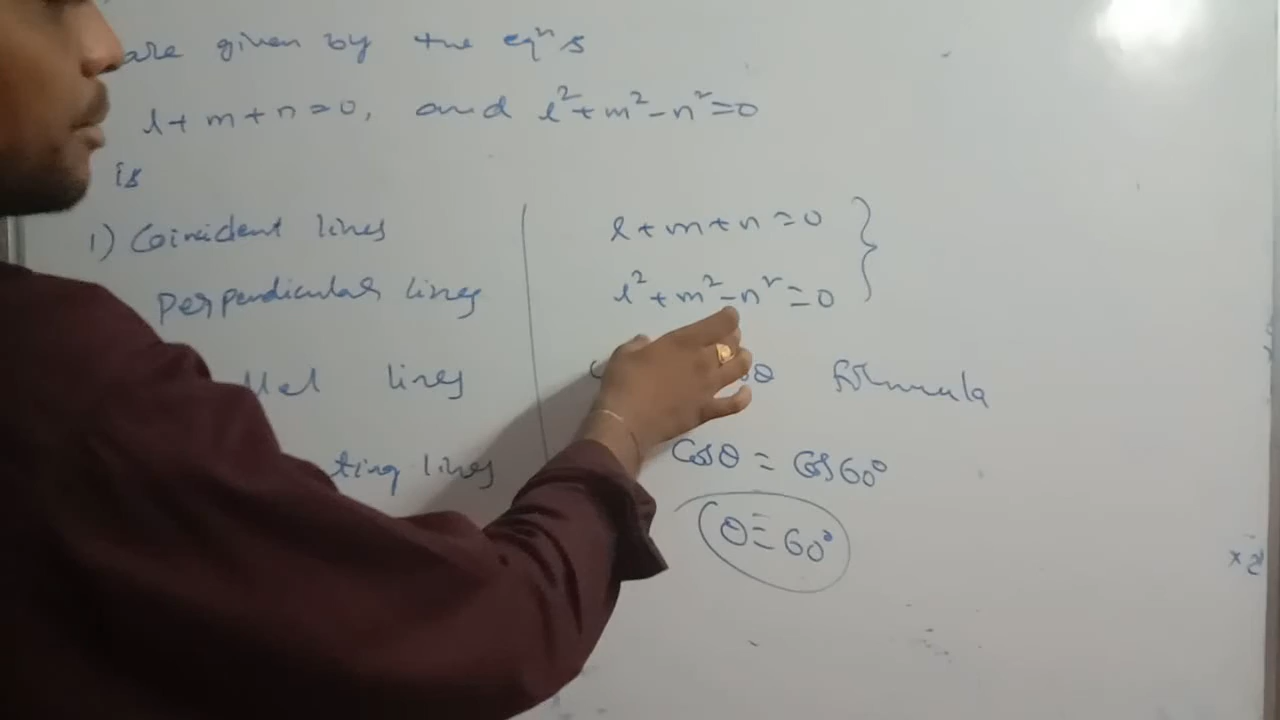 are given by the eqⁿs
l + m + n = 0, and l² + m² - n² = 0
is
1) Coincident lines
Perpendicular lines
lines
lines
l + m + n = 0
l² + m² - n² = 0
formula
Cosθ = Cos60°
θ = 60°